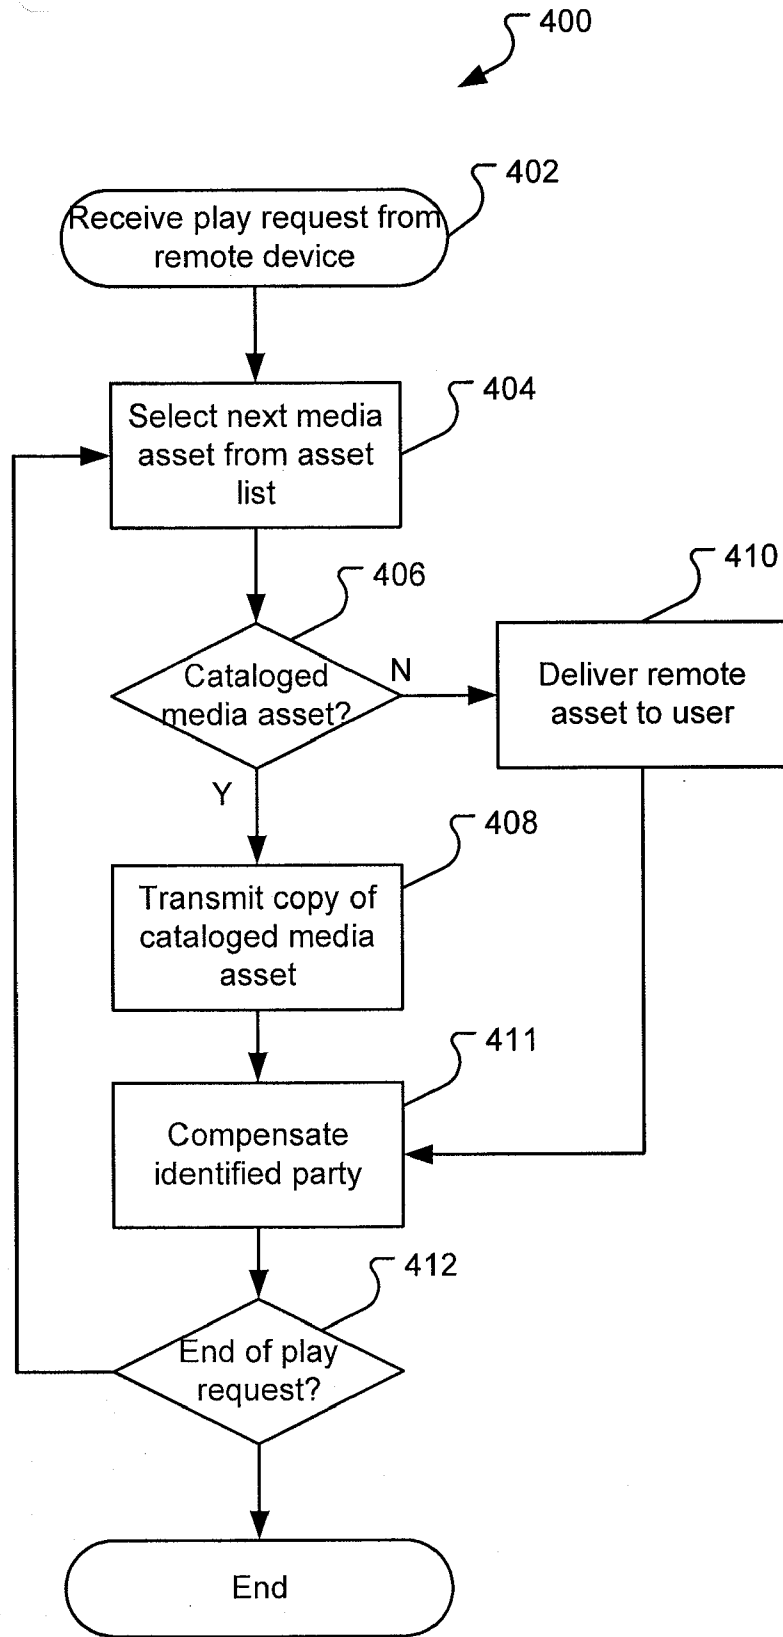 400
402
Receive play request from
remote device
404
Select next media
asset from asset
list
406
410
Cataloged
media asset?
N
Deliver remote
asset to user
Y
408
Transmit copy of
cataloged media
asset
411
Compensate
identified party
412
End of play
request?
End